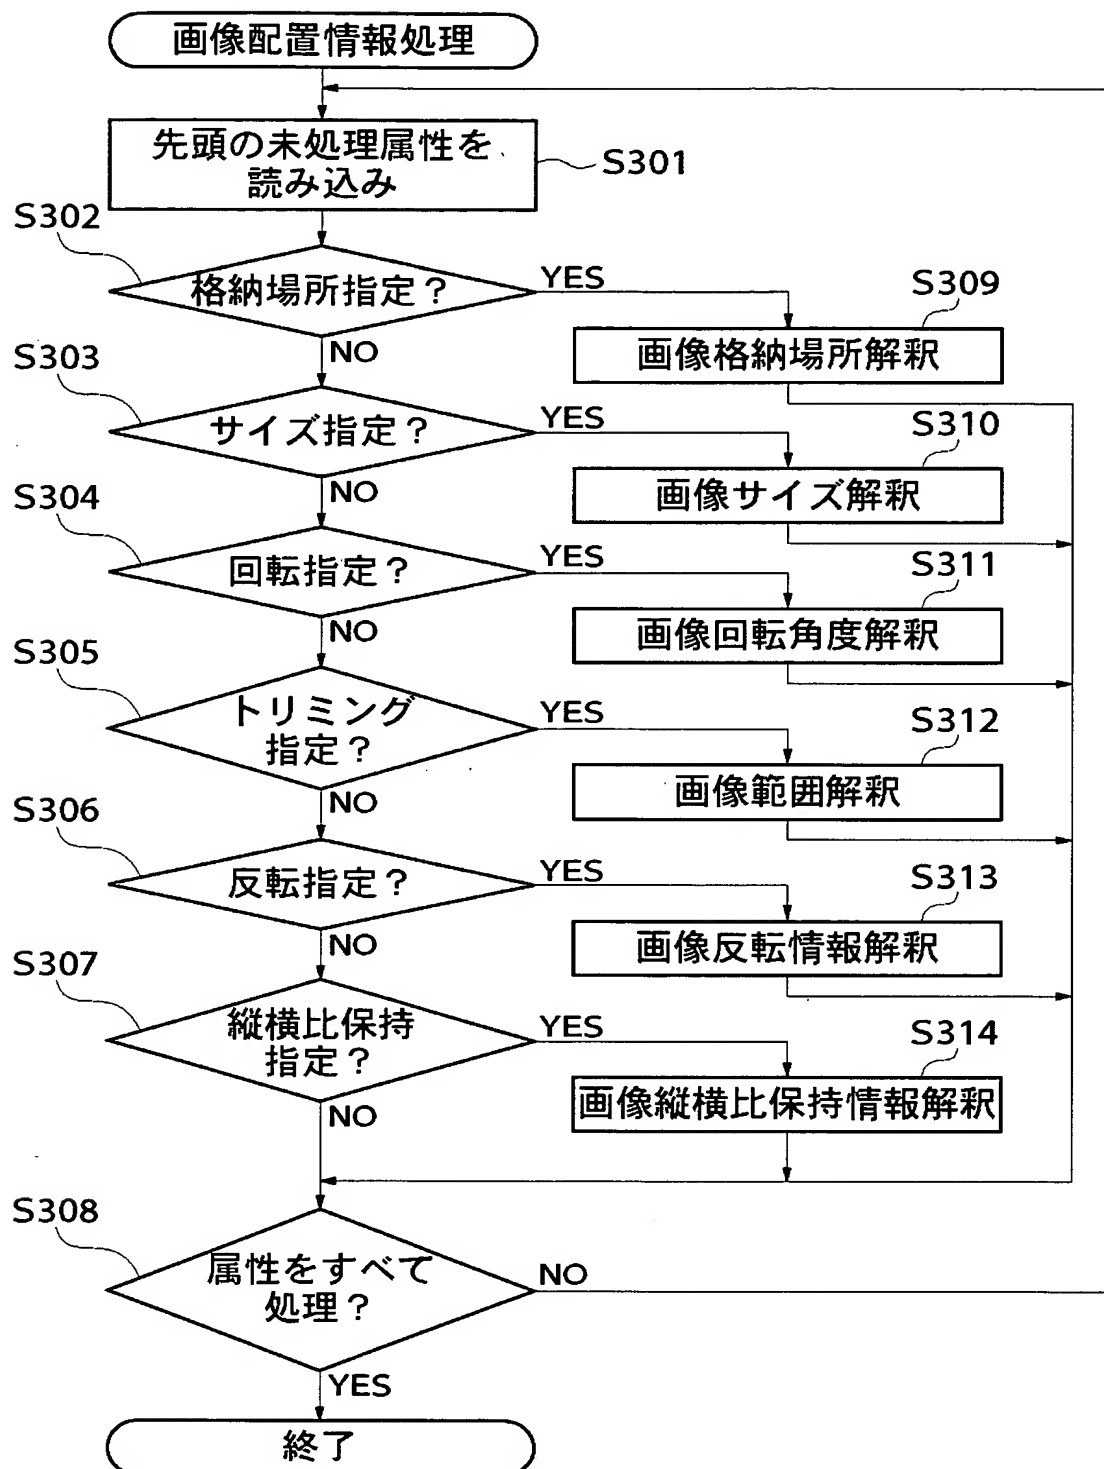 画像配置情報処理
先頭の未処理属性を
読み込み
S301
S302
格納場所指定?
YES
NO
S309
画像格納場所解釈
S303
サイズ指定?
YES
NO
S310
画像サイズ解釈
S304
回転指定?
YES
NO
S311
画像回転角度解釈
S305
トリミング
指定?
YES
NO
S312
画像範囲解釈
S306
反転指定?
YES
NO
S313
画像反転情報解釈
S307
縦横比保持
指定?
YES
NO
S314
画像縦横比保持情報解釈
S308
属性をすべて
処理?
NO
YES
終了